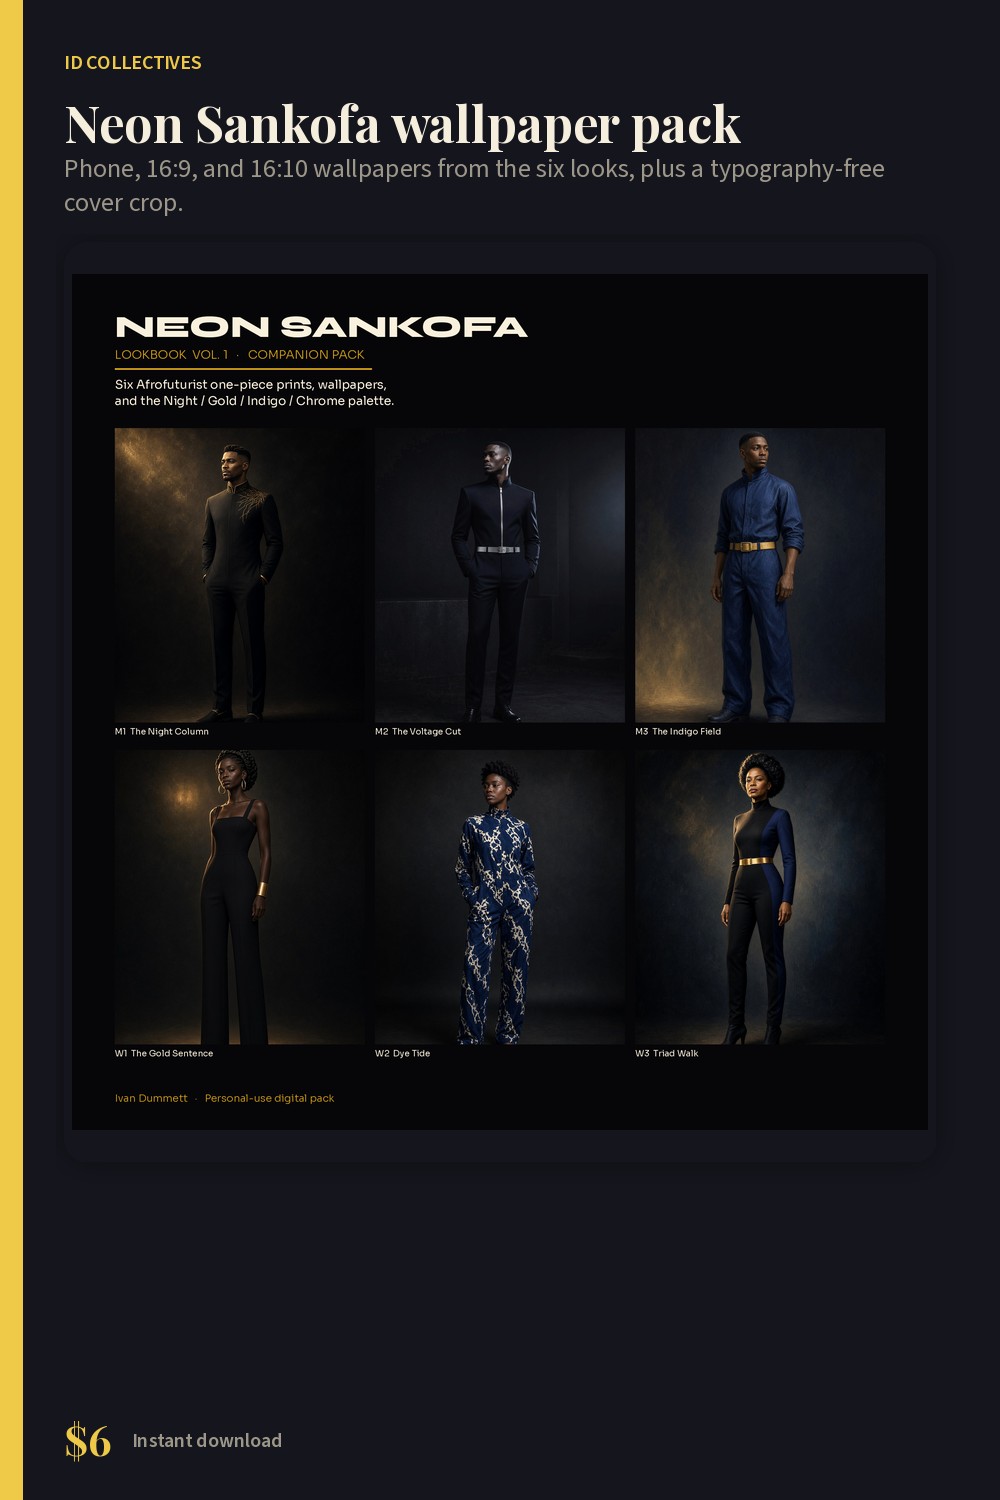 ID COLLECTIVES
Neon Sankofa wallpaper pack
Phone, 16:9, and 16:10 wallpapers from the six looks, plus a typography-free
cover crop.
NEON SANKOFA
LOOKBOOK VOL. 1 · COMPANION PACK
Six Afrofuturist one-piece prints, wallpapers,
and the Night / Gold / Indigo / Chrome palette.
M1 The Night Column
M2 The Voltage Cut
M3 The Indigo Field
W1 The Gold Sentence
W2 Dye Tide
W3 Triad Walk
Ivan Dummett · Personal-use digital pack
$6 Instant download